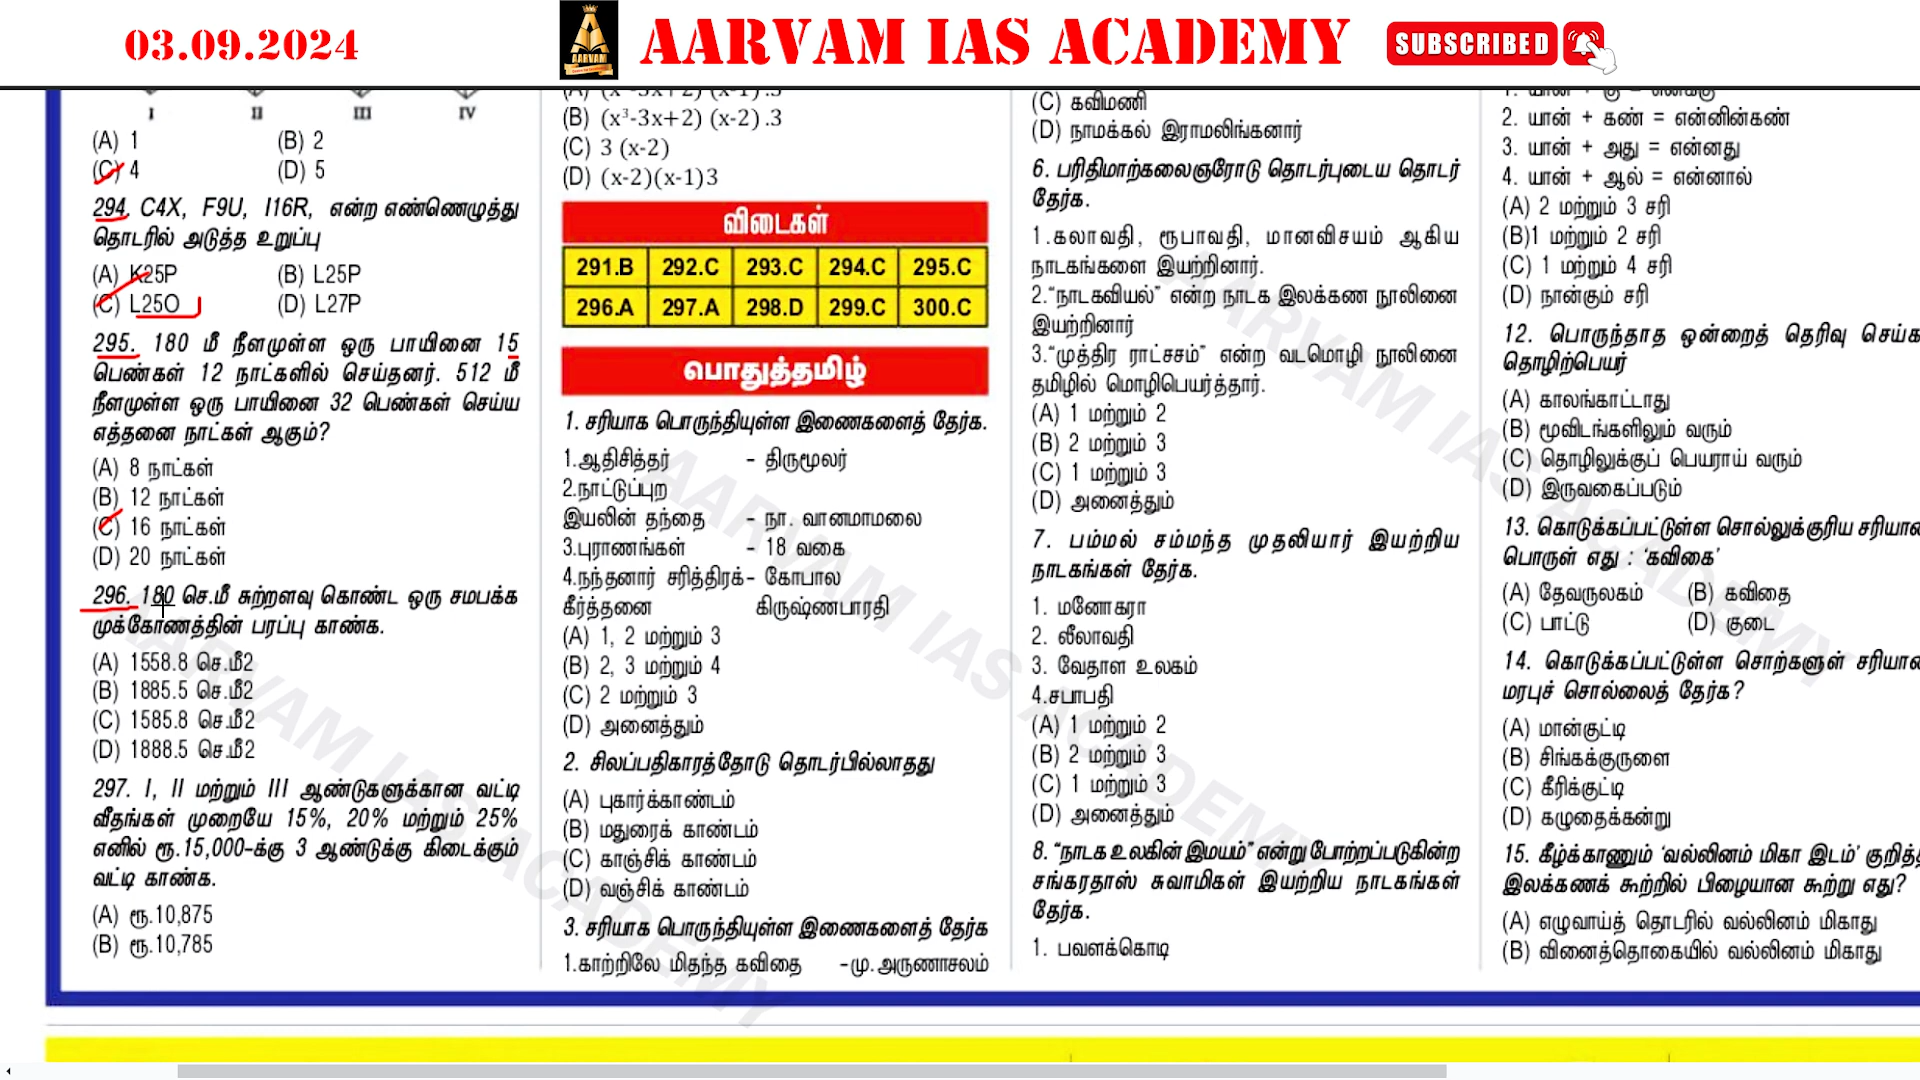 03.09.2024
AARVAM
AARVAM IAS ACADEMY
SUBSCRIBED
I II III IV
(A) 1 (B) 2
(C) 4 (D) 5
294. C4X, F9U, I16R, என்ற எண்ணெழுத்து
தொடரில் அடுத்த உறுப்பு
(A) K25P (B) L25P
(C) L25O (D) L27P
295. 180 மீ நீளமுள்ள ஒரு பாயினை 15
பெண்கள் 12 நாட்களில் செய்தனர். 512 மீ
நீளமுள்ள ஒரு பாயினை 32 பெண்கள் செய்ய
எத்தனை நாட்கள் ஆகும்?
(A) 8 நாட்கள்
(B) 12 நாட்கள்
(C) 16 நாட்கள்
(D) 20 நாட்கள்
296. 180 செ.மீ சுற்றளவு கொண்ட ஒரு சமபக்க
முக்கோணத்தின் பரப்பு காண்க.
(A) 1558.8 செ.மீ2
(B) 1885.5 செ.மீ2
(C) 1585.8 செ.மீ2
(D) 1888.5 செ.மீ2
297. I, II மற்றும் III ஆண்டுகளுக்கான வட்டி
வீதங்கள் முறையே 15%, 20% மற்றும் 25%
எனில் ரூ.15,000-க்கு 3 ஆண்டுக்கு கிடைக்கும்
வட்டி காண்க.
(A) ரூ.10,875
(B) ரூ.10,785
(B) (x³-3x+2) (x-2) .3
(C) 3 (x-2)
(D) (x-2)(x-1)3
விடைகள்
291.B 292.C 293.C 294.C 295.C
296.A 297.A 298.D 299.C 300.C
பொதுத்தமிழ்
1. சரியாக பொருந்தியுள்ள இணைகளைத் தேர்க.
1.ஆதிசித்தர் - திருமூலர்
2.நாட்டுப்புற
இயலின் தந்தை - நா. வானமாமலை
3.புராணங்கள் - 18 வகை
4.நந்தனார் சரித்திரக்- கோபால
கீர்த்தனை கிருஷ்ணபாரதி
(A) 1, 2 மற்றும் 3
(B) 2, 3 மற்றும் 4
(C) 2 மற்றும் 3
(D) அனைத்தும்
2. சிலப்பதிகாரத்தோடு தொடர்பில்லாதது
(A) புகார்க்காண்டம்
(B) மதுரைக் காண்டம்
(C) காஞ்சிக் காண்டம்
(D) வஞ்சிக் காண்டம்
3. சரியாக பொருந்தியுள்ள இணைகளைத் தேர்க
1.காற்றிலே மிதந்த கவிதை -மு.அருணாசலம்
(C) கவிமணி
(D) நாமக்கல் இராமலிங்கனார்
6. பரிதிமாற்கலைஞரோடு தொடர்புடைய தொடர்
தேர்க.
1.கலாவதி, ரூபாவதி, மானவிசயம் ஆகிய
நாடகங்களை இயற்றினார்.
2."நாடகவியல்" என்ற நாடக இலக்கண நூலினை
இயற்றினார்
3."முத்திர ராட்சசம்" என்ற வடமொழி நூலினை
தமிழில் மொழிபெயர்த்தார்.
(A) 1 மற்றும் 2
(B) 2 மற்றும் 3
(C) 1 மற்றும் 3
(D) அனைத்தும்
7. பம்மல் சம்மந்த முதலியார் இயற்றிய
நாடகங்கள் தேர்க.
1. மனோகரா
2. லீலாவதி
3. வேதாள உலகம்
4.சபாபதி
(A) 1 மற்றும் 2
(B) 2 மற்றும் 3
(C) 1 மற்றும் 3
(D) அனைத்தும்
8. "நாடக உலகின் இமயம்" என்று போற்றப்படுகின்ற
சங்கரதாஸ் சுவாமிகள் இயற்றிய நாடகங்கள்
தேர்க.
1. பவளக்கொடி
2. யான் + கண் = என்னின்கண்
3. யான் + அது = என்னது
4. யான் + ஆல் = என்னால்
(A) 2 மற்றும் 3 சரி
(B)1 மற்றும் 2 சரி
(C) 1 மற்றும் 4 சரி
(D) நான்கும் சரி
12. பொருந்தாத ஒன்றைத் தெரிவு செய்க
தொழிற்பெயர்
(A) காலங்காட்டாது
(B) மூவிடங்களிலும் வரும்
(C) தொழிலுக்குப் பெயராய் வரும்
(D) இருவகைப்படும்
13. கொடுக்கப்பட்டுள்ள சொல்லுக்குரிய
பொருள் எது : 'கவிகை'
(A) தேவருலகம் (B) கவிதை
(C) பாட்டு (D) குடை
14. கொடுக்கப்பட்டுள்ள சொற்களுள்
மரபுச் சொல்லைத் தேர்க?
(A) மான்குட்டி
(B) சிங்கக்குருளை
(C) கீரிக்குட்டி
(D) கழுதைக்கன்று
15. கீழ்க்காணும் 'வல்லினம் மிகா இடம்'
இலக்கணக் கூற்றில் பிழையான கூற்று எது?
(A) எழுவாய்த் தொடரில் வல்லினம் மிகாது
(B) வினைத்தொகையில் வல்லினம் மிகாது
AARVAM IAS ACADEMY
AARVAM IAS ACADEMY
AARVAM IAS ACADEMY